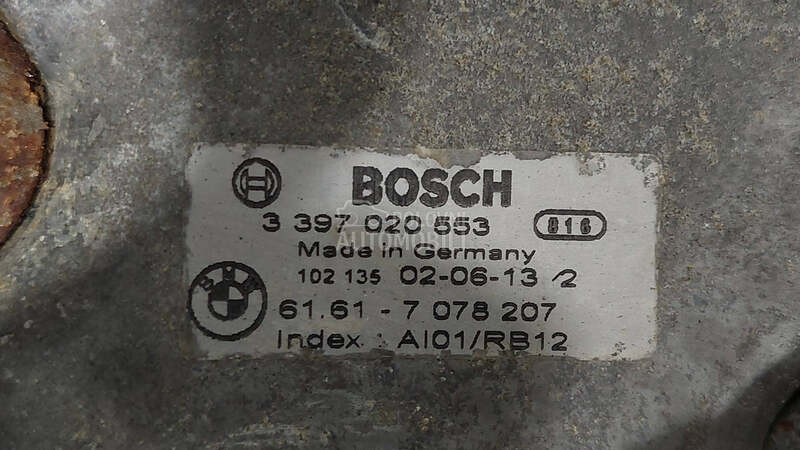 BOSCH
3 397 020 553 816
Made in Germany
102 135 02-06-13 /2
BMW
61.61 - 7 078 207
Index : AI01/RB12